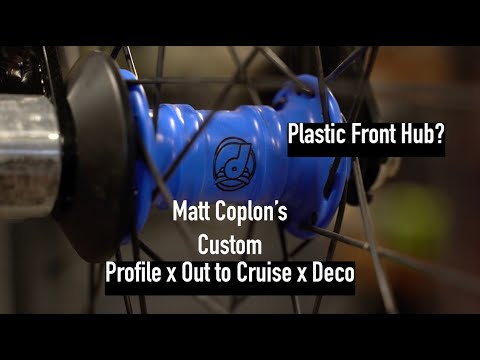 Plastic Front Hub?
d
Matt Coplon's
Custom
Profile x Out to Cruise x Deco